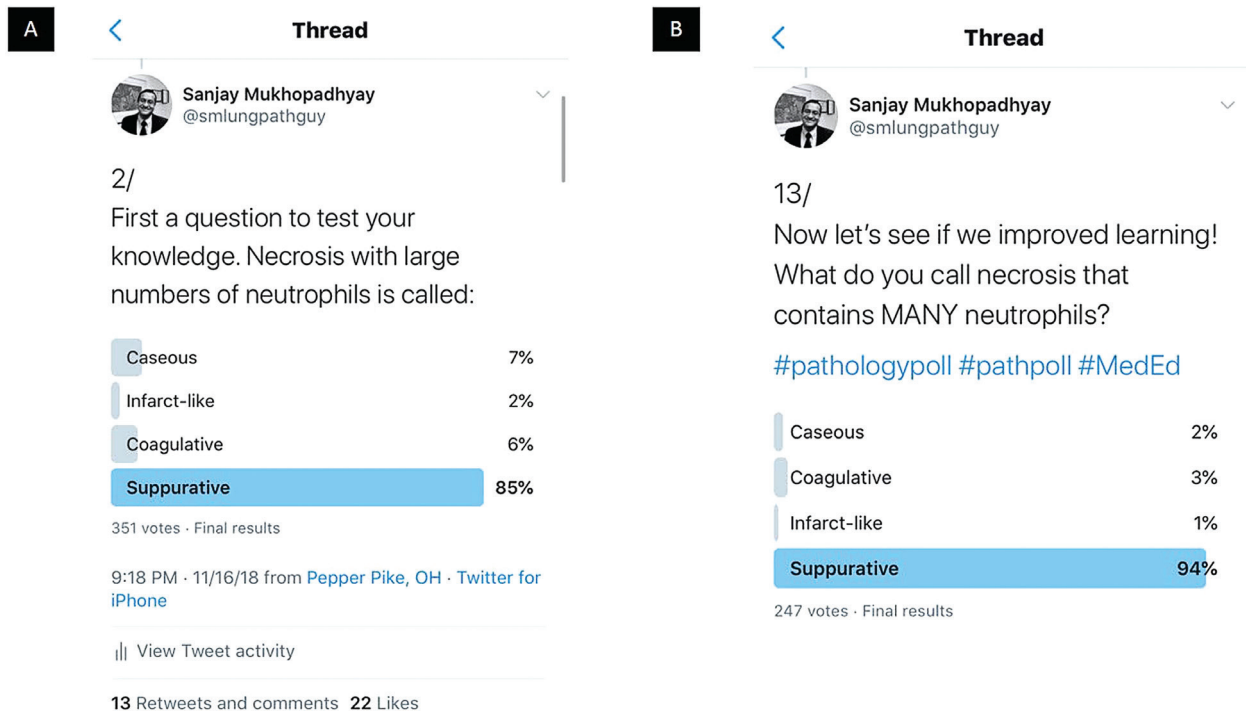 A
Thread
Sanjay Mukhopadhyay
@smlungpathguy
2/
First a question to test your
knowledge. Necrosis with large
numbers of neutrophils is called:
Caseous 7%
Infarct-like 2%
Coagulative 6%
Suppurative 85%
351 votes · Final results
9:18 PM · 11/16/18 from Pepper Pike, OH · Twitter for
iPhone
View Tweet activity
13 Retweets and comments 22 Likes
B
Thread
Sanjay Mukhopadhyay
@smlungpathguy
13/
Now let's see if we improved learning!
What do you call necrosis that
contains MANY neutrophils?
#pathologypoll #pathpoll #MedEd
Caseous 2%
Coagulative 3%
Infarct-like 1%
Suppurative 94%
247 votes · Final results